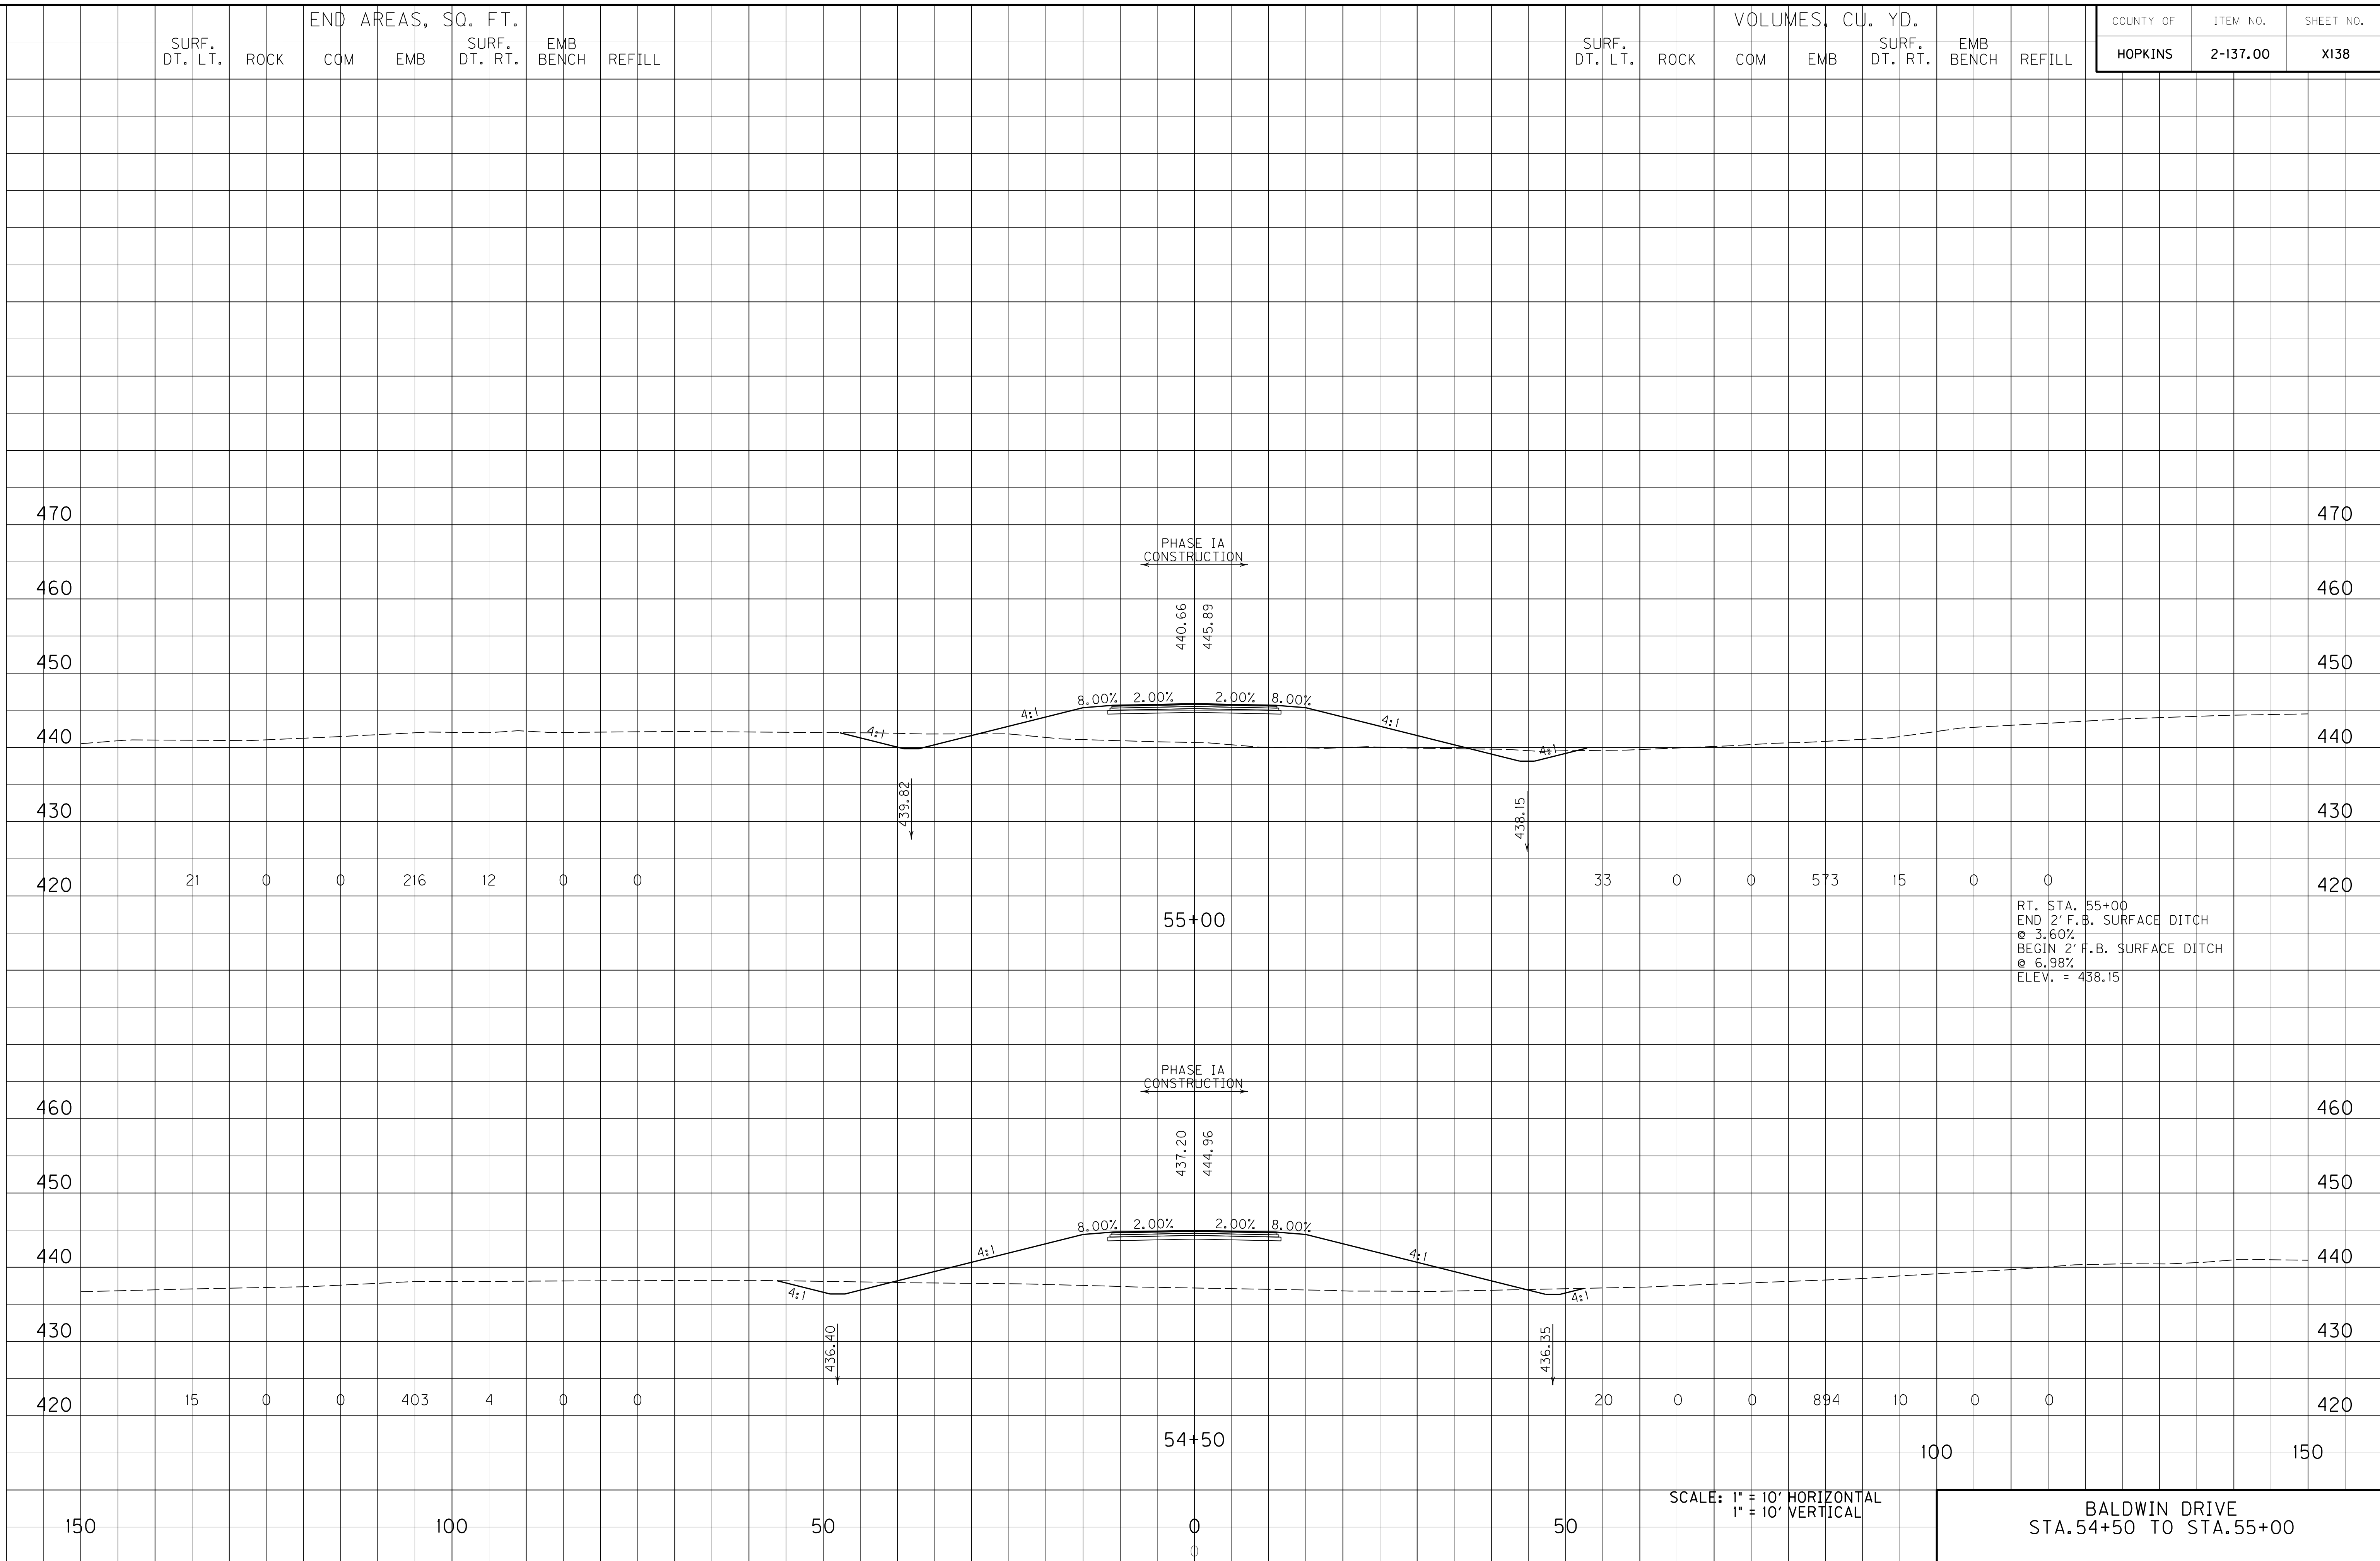 END AREAS, SQ. FT.
SURF. DT. LT. ROCK COM EMB SURF. DT. RT. EMB BENCH REFILL
VOLUMES, CU. YD.
SURF. DT. LT. ROCK COM EMB SURF. DT. RT. EMB BENCH REFILL
COUNTY OF ITEM NO. SHEET NO.
HOPKINS 2-137.00 X138
470 470
PHASE IA
CONSTRUCTION
460 460
440.66 445.89
450 450
8.00% 2.00% 2.00% 8.00%
4:1 4:1 4:1 4:1
440 440
439.82 438.15
430 430
21 0 0 216 12 0 0
33 0 0 573 15 0 0
420 420
55+00
RT. STA. 55+00
END 2' F.B. SURFACE DITCH
@ 3.60%
BEGIN 2' F.B. SURFACE DITCH
@ 6.98%
ELEV. = 438.15
PHASE IA
CONSTRUCTION
460 460
437.20 444.96
450 450
8.00% 2.00% 2.00% 8.00%
4:1 4:1
440 440
4:1 4:1
436.40 436.35
430 430
15 0 0 403 4 0 0
20 0 0 894 10 0 0
420 420
54+50
100 150
SCALE: 1" = 10' HORIZONTAL
1" = 10' VERTICAL
150 100 50 0 50
0
BALDWIN DRIVE
STA.54+50 TO STA.55+00